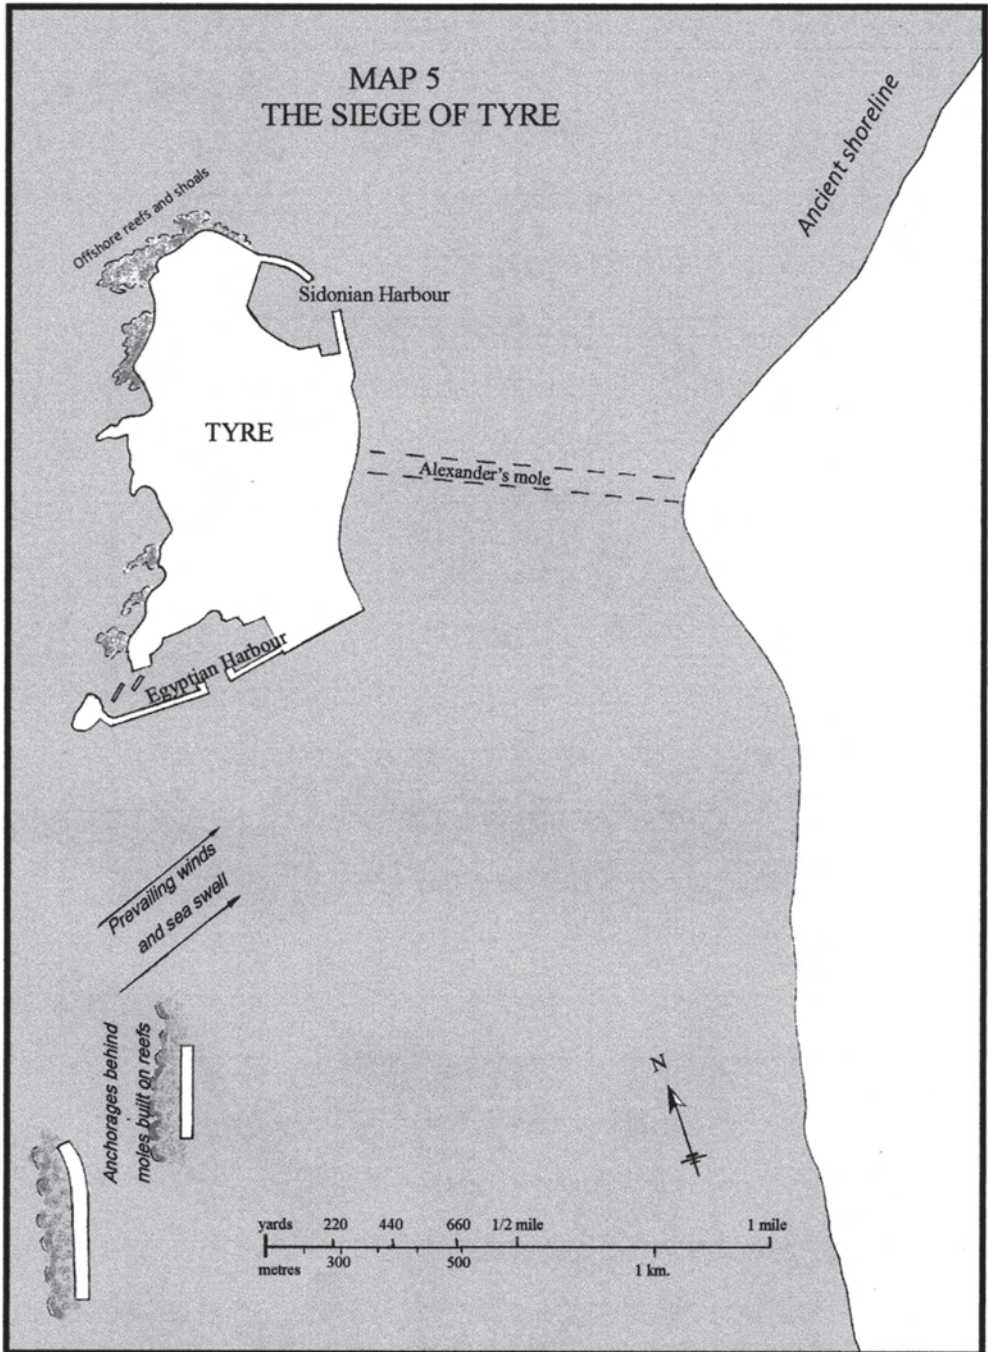 MAP 5
THE SIEGE OF TYRE
Ancient shoreline
Offshore reefs and shoals
Sidonian Harbour
TYRE
Alexander's mole
Egyptian Harbour
Prevailing winds
and sea swell
Anchorages behind
moles built on reefs
N
yards 220 440 660 1/2 mile 1 mile
metres 300 500 1 km.